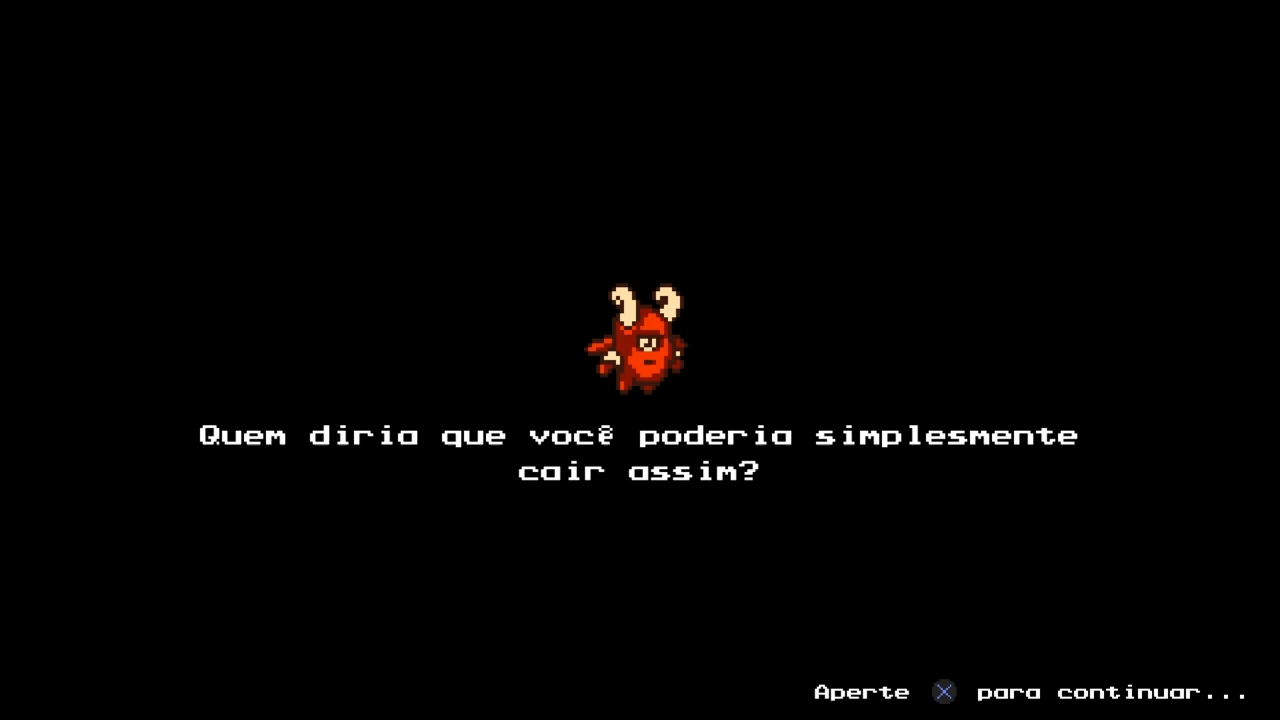 Quem diria que você poderia simplesmente
cair assim?
Aperte para continuar...